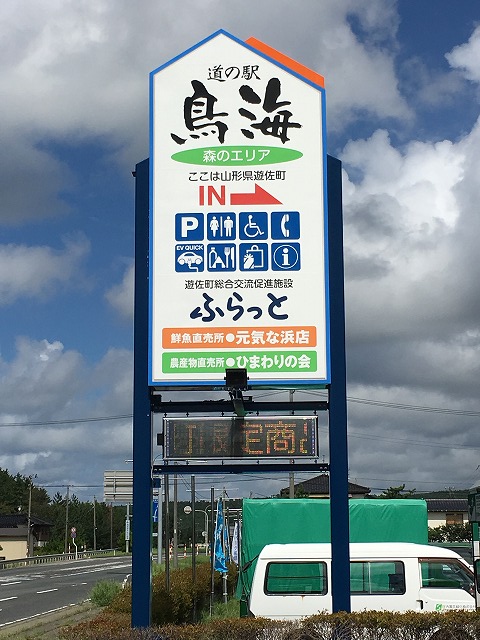 道の駅
鳥海
森のエリア
ここは山形県遊佐町
IN
P
EV QUICK
i
遊佐町総合交流促進施設
ふらっと
鮮魚直売所●元気な浜店
農産物直売所●ひまわりの会
定商